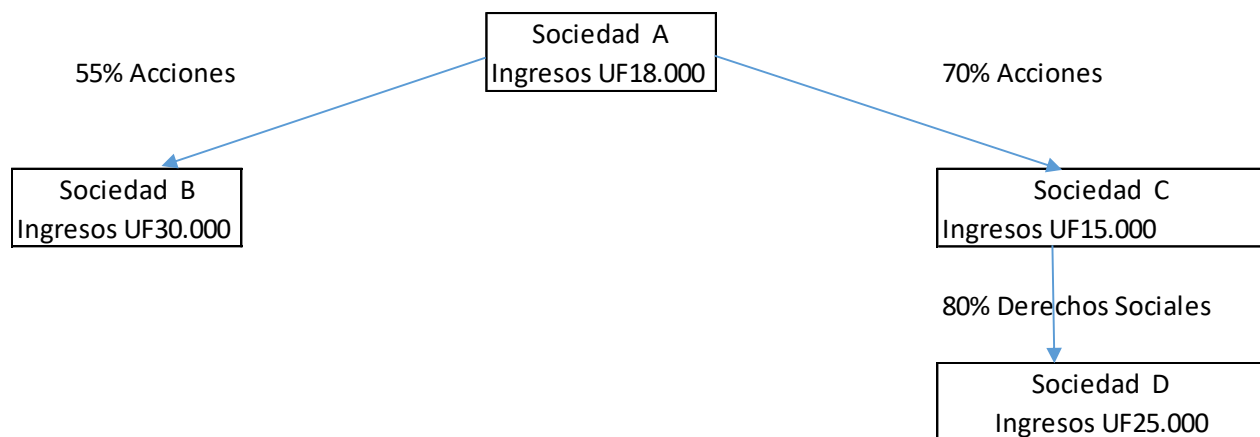 Sociedad A
Ingresos UF18.000
55% Acciones
70% Acciones
Sociedad B
Ingresos UF30.000
Sociedad C
Ingresos UF15.000
80% Derechos Sociales
Sociedad D
Ingresos UF25.000